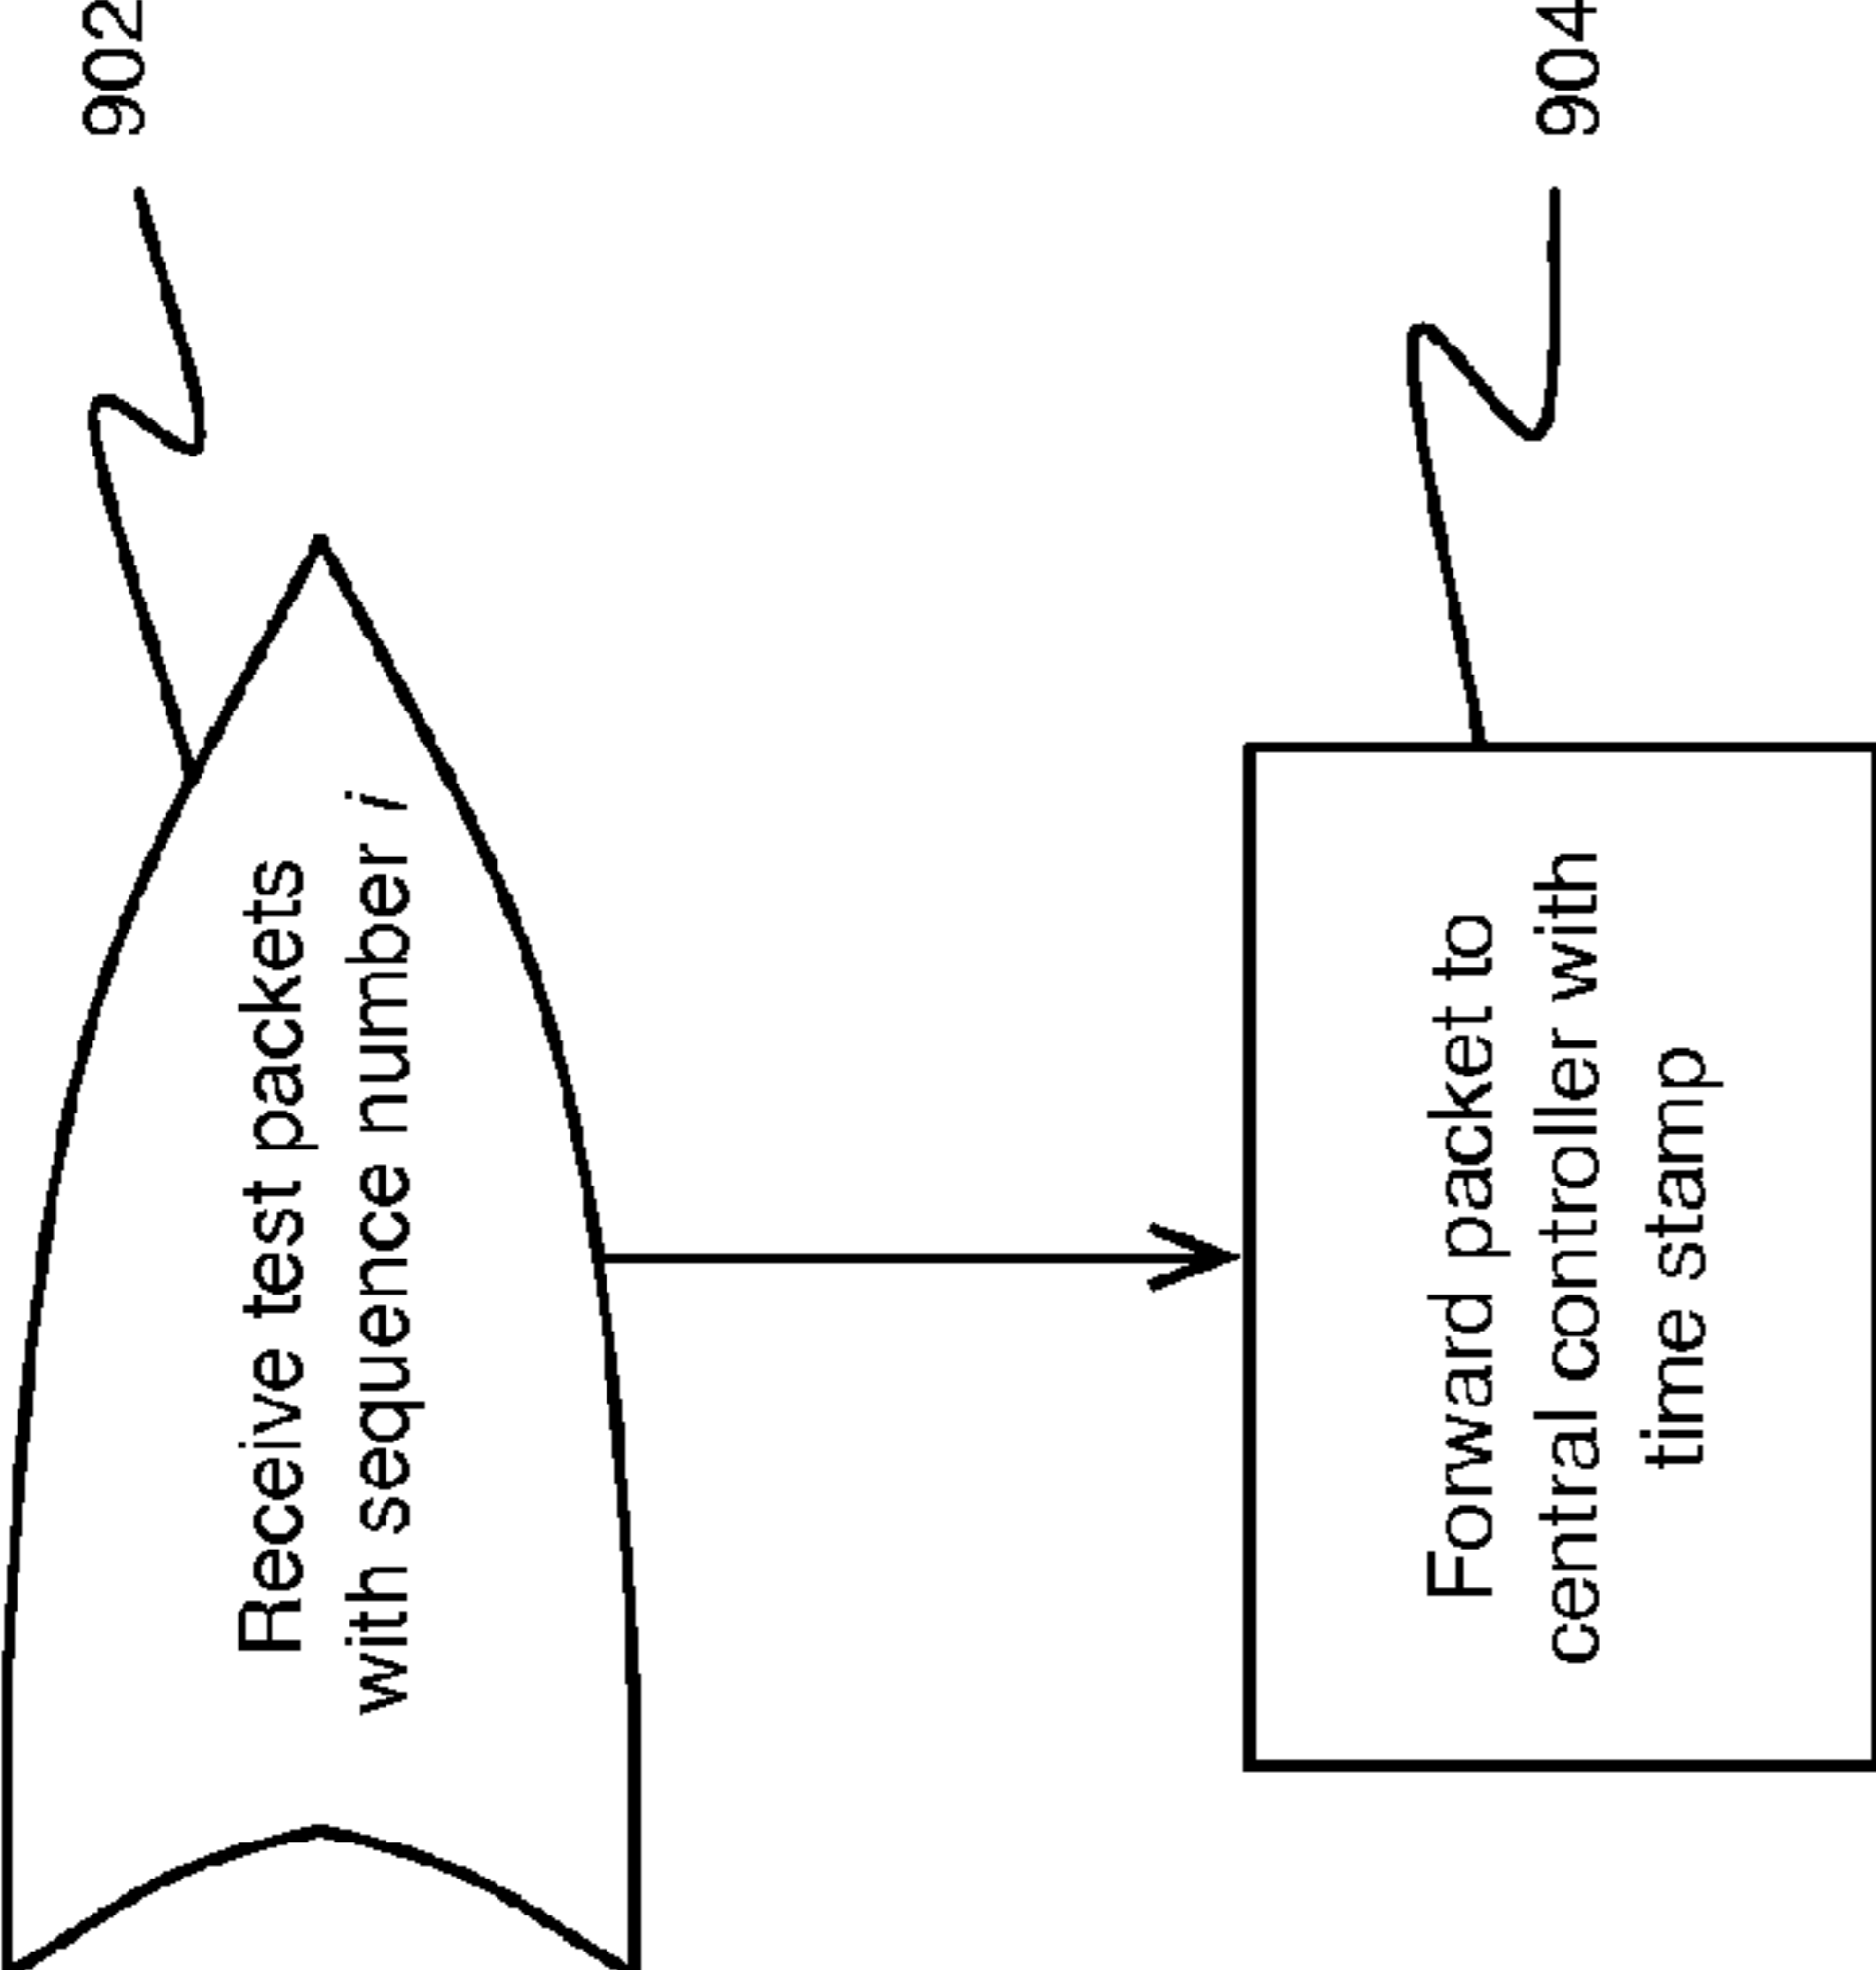 902
Receive test packets
with sequence number i
904
Forward packet to
central controller with
time stamp